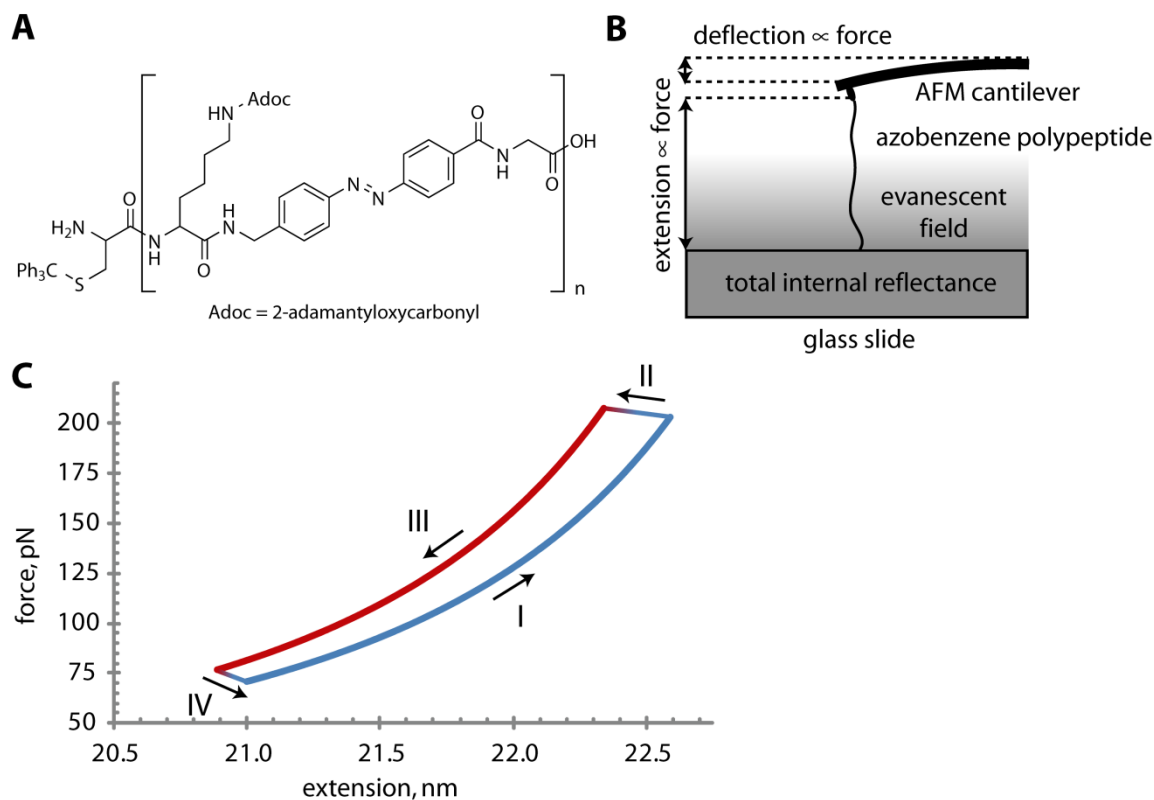 A
HN
Adoc
O
N
N
O
N
H
OH
O
H₂N
O
N
H
O
H
N
Ph₃C
S
n
Adoc = 2-adamantyloxycarbonyl
B
deflection ∝ force
extension ∝ force
AFM cantilever
azobenzene polypeptide
evanescent
field
total internal reflectance
glass slide
C
force, pN
200
175
150
125
100
75
50
II
III
I
IV
20.5
21.0
21.5
22.0
22.5
extension, nm